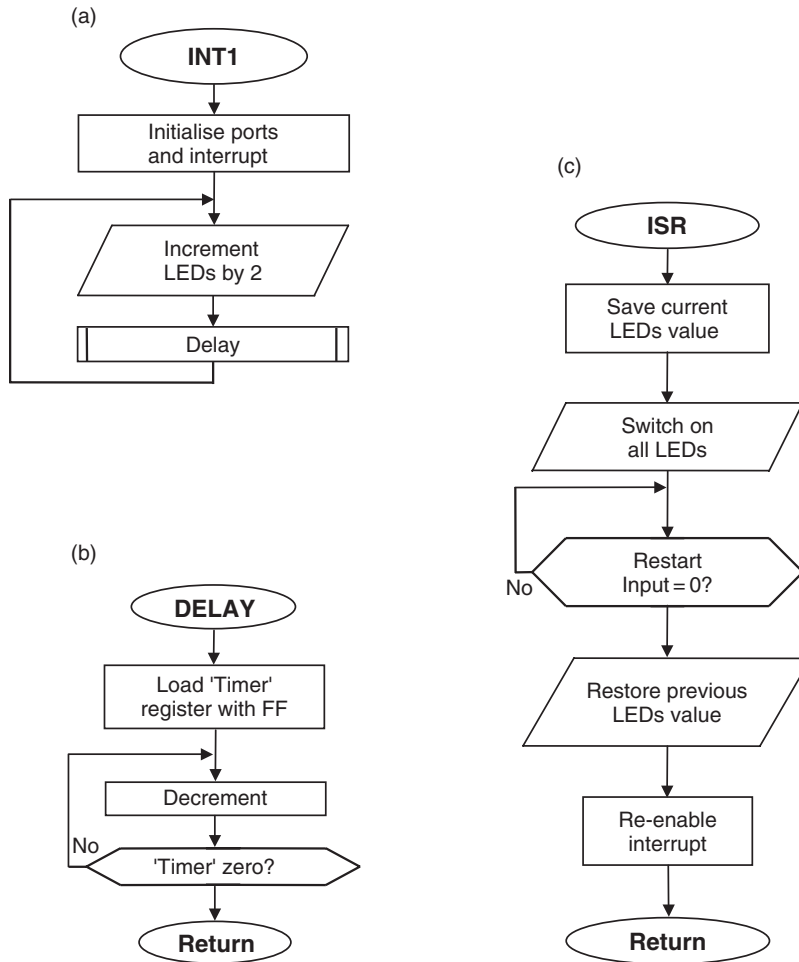 (a)
INT1
Initialise ports
and interrupt
Increment
LEDs by 2
Delay
(b)
DELAY
Load 'Timer'
register with FF
Decrement
No
'Timer' zero?
Return
(c)
ISR
Save current
LEDs value
Switch on
all LEDs
Restart
Input = 0?
No
Restore previous
LEDs value
Re-enable
interrupt
Return